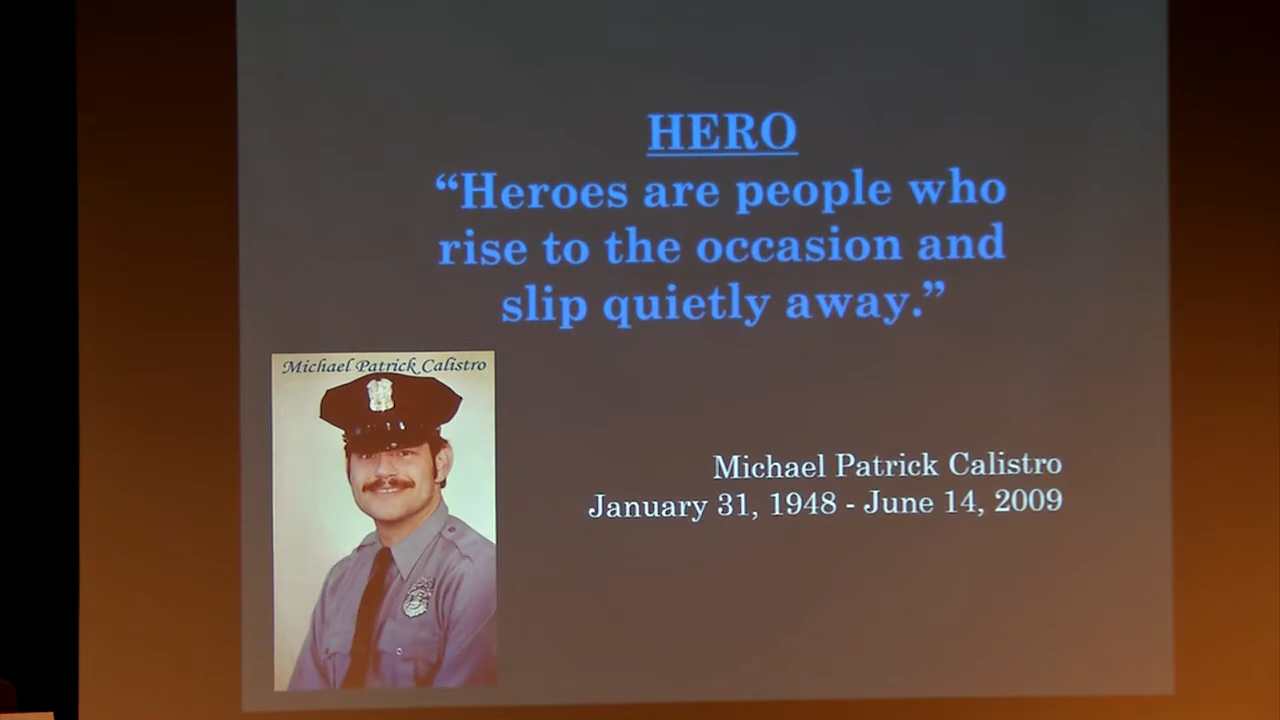 HERO
“Heroes are people who
rise to the occasion and
slip quietly away.”
Michael Patrick Calistro
Michael Patrick Calistro
January 31, 1948 - June 14, 2009